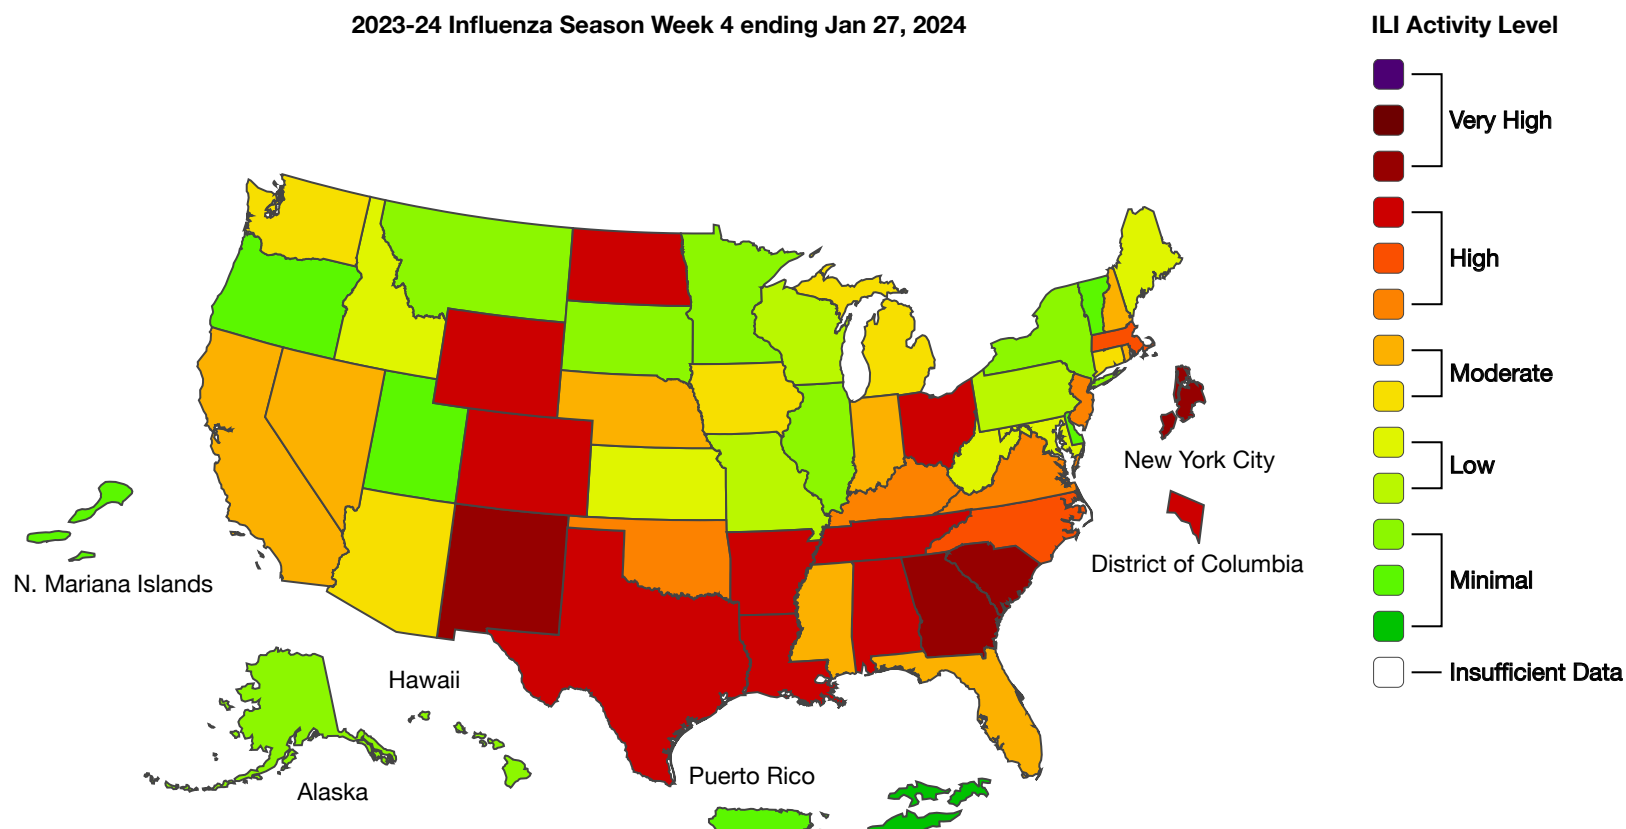 2023-24 Influenza Season Week 4 ending Jan 27, 2024
ILI Activity Level
Very High
High
Moderate
Low
Minimal
Insufficient Data
New York City
District of Columbia
N. Mariana Islands
Hawaii
Alaska
Puerto Rico